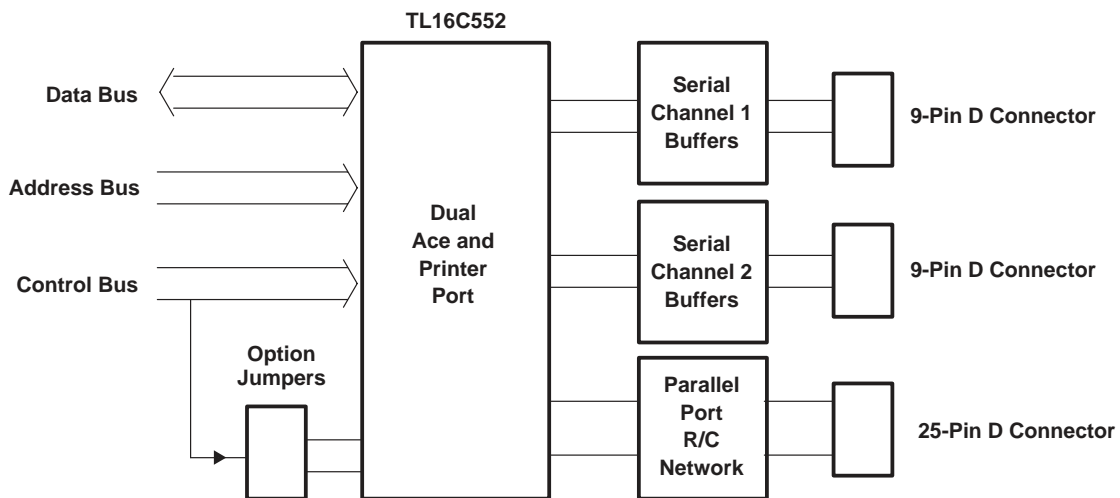 TL16C552
Data Bus
Address Bus
Control Bus
Option
Jumpers
Dual
Ace and
Printer
Port
Serial
Channel 1
Buffers
9-Pin D Connector
Serial
Channel 2
Buffers
9-Pin D Connector
Parallel
Port
R/C
Network
25-Pin D Connector